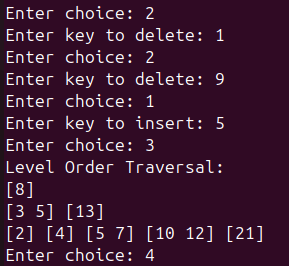 Enter choice: 2
Enter key to delete: 1
Enter choice: 2
Enter key to delete: 9
Enter choice: 1
Enter key to insert: 5
Enter choice: 3
Level Order Traversal:
[8]
[3 5] [13]
[2] [4] [5 7] [10 12] [21]
Enter choice: 4